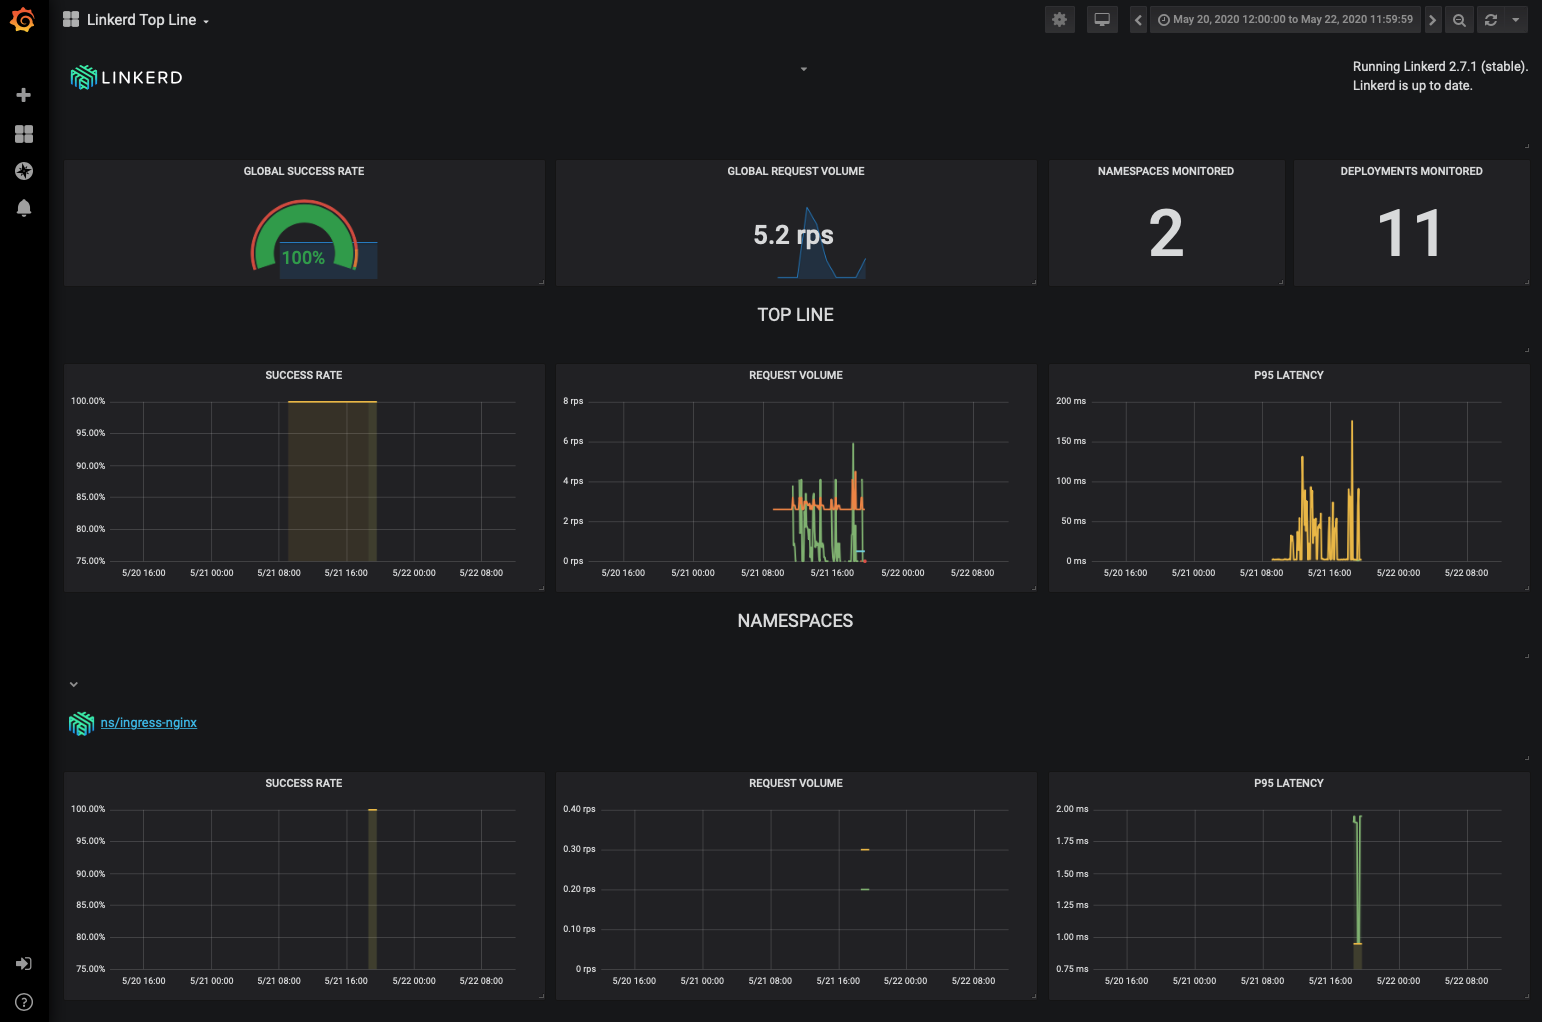 Linkerd Top Line
May 20, 2020 12:00:00 to May 22, 2020 11:59:59
LINKERD
Running Linkerd 2.7.1 (stable).
Linkerd is up to date.
GLOBAL SUCCESS RATE
100%
GLOBAL REQUEST VOLUME
5.2 rps
NAMESPACES MONITORED
2
DEPLOYMENTS MONITORED
11
TOP LINE
SUCCESS RATE
100.00%
95.00%
90.00%
85.00%
80.00%
75.00%
5/20 16:00 5/21 00:00 5/21 08:00 5/21 16:00 5/22 00:00 5/22 08:00
REQUEST VOLUME
8 rps
6 rps
4 rps
2 rps
0 rps
5/20 16:00 5/21 00:00 5/21 08:00 5/21 16:00 5/22 00:00 5/22 08:00
P95 LATENCY
200 ms
150 ms
100 ms
50 ms
0 ms
5/20 16:00 5/21 00:00 5/21 08:00 5/21 16:00 5/22 00:00 5/22 08:00
NAMESPACES
ns/ingress-nginx
SUCCESS RATE
100.00%
95.00%
90.00%
85.00%
80.00%
75.00%
5/20 16:00 5/21 00:00 5/21 08:00 5/21 16:00 5/22 00:00 5/22 08:00
REQUEST VOLUME
0.40 rps
0.30 rps
0.20 rps
0.10 rps
0 rps
5/20 16:00 5/21 00:00 5/21 08:00 5/21 16:00 5/22 00:00 5/22 08:00
P95 LATENCY
2.00 ms
1.75 ms
1.50 ms
1.25 ms
1.00 ms
0.75 ms
5/20 16:00 5/21 00:00 5/21 08:00 5/21 16:00 5/22 00:00 5/22 08:00